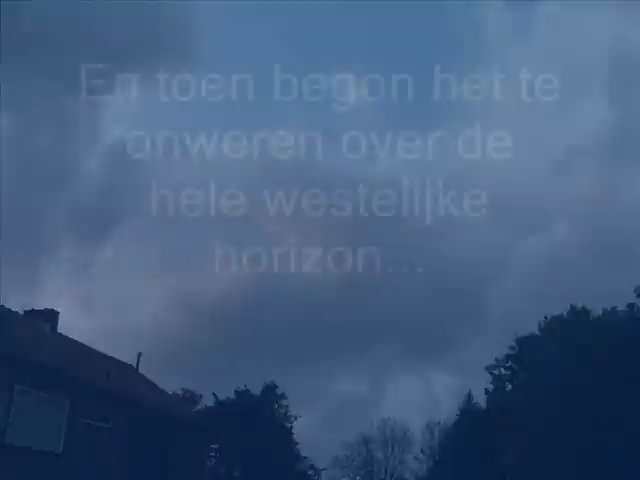 En toen begon het te
onweren over de
hele westelijke
horizon...